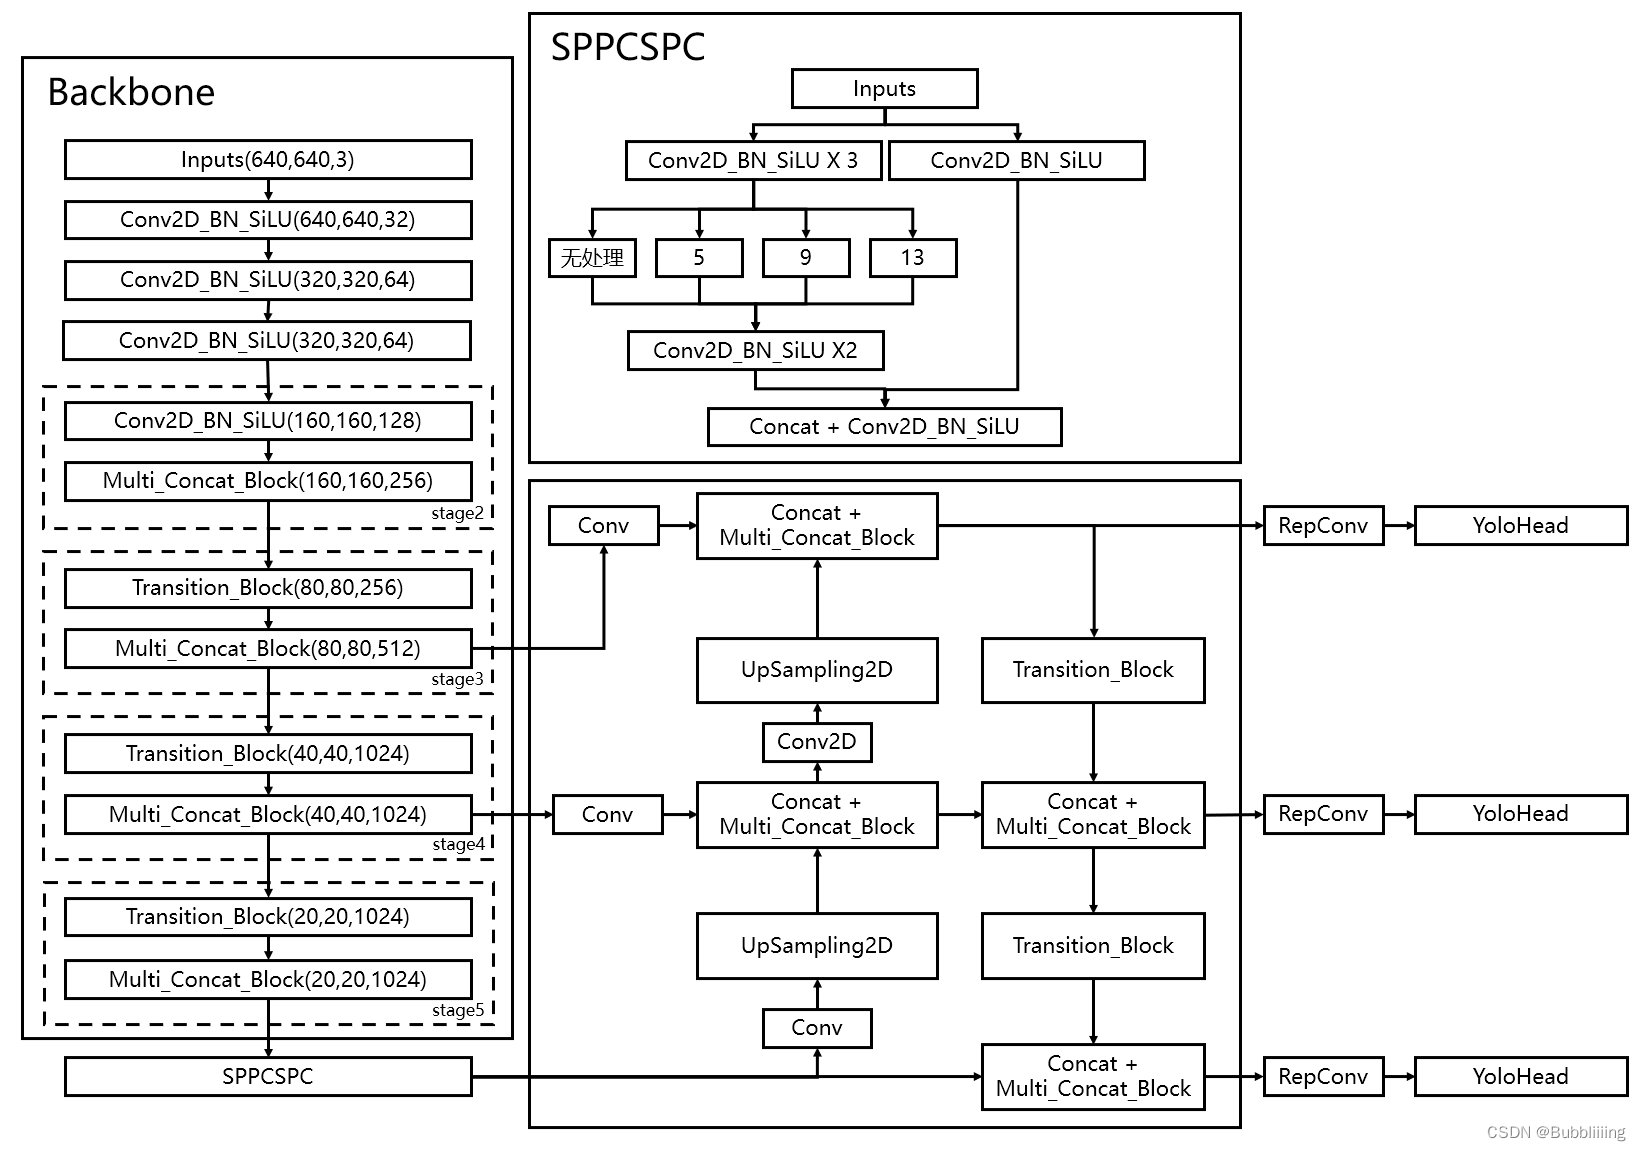 Backbone
Inputs(640,640,3)
Conv2D_BN_SiLU(640,640,32)
Conv2D_BN_SiLU(320,320,64)
Conv2D_BN_SiLU(320,320,64)
Conv2D_BN_SiLU(160,160,128)
Multi_Concat_Block(160,160,256)
stage2
Transition_Block(80,80,256)
Multi_Concat_Block(80,80,512)
stage3
Transition_Block(40,40,1024)
Multi_Concat_Block(40,40,1024)
stage4
Transition_Block(20,20,1024)
Multi_Concat_Block(20,20,1024)
stage5
SPPCSPC
SPPCSPC
Inputs
Conv2D_BN_SiLU X 3
Conv2D_BN_SiLU
无处理
5
9
13
Conv2D_BN_SiLU X2
Concat + Conv2D_BN_SiLU
Conv
Concat +
Multi_Concat_Block
RepConv
YoloHead
UpSampling2D
Transition_Block
Conv2D
Conv
Concat +
Multi_Concat_Block
Concat +
Multi_Concat_Block
RepConv
YoloHead
UpSampling2D
Transition_Block
Conv
Concat +
Multi_Concat_Block
RepConv
YoloHead
CSDN @Bubbliiiing